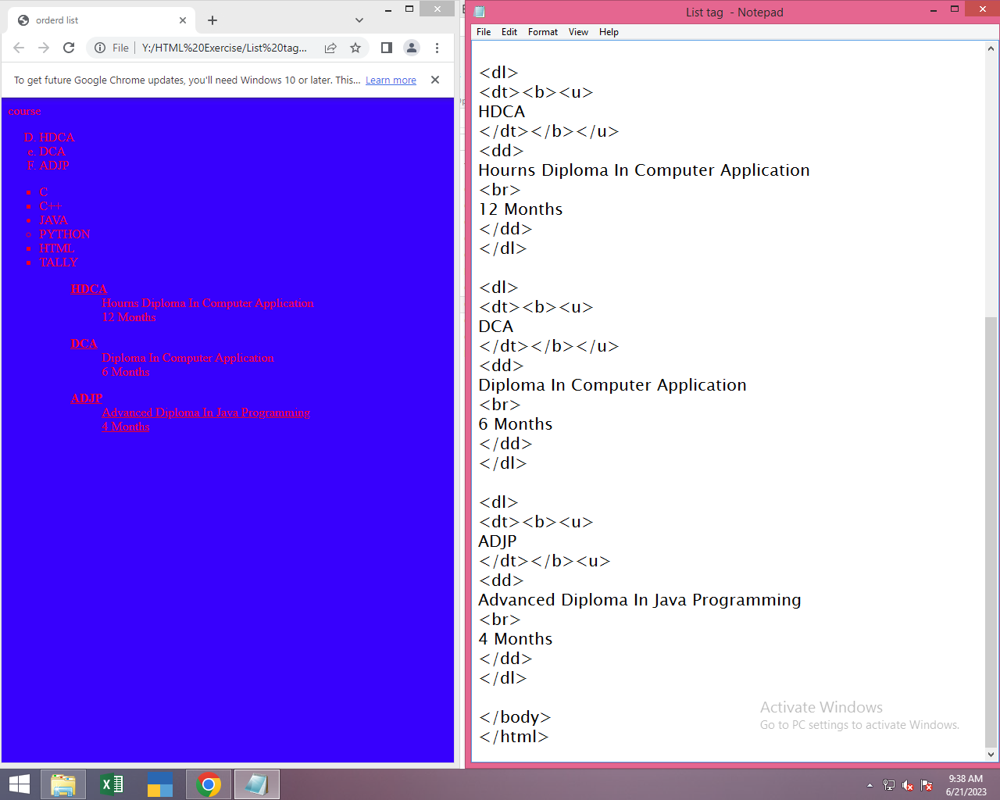 orderd list
File
Y:/HTML%20Exercise/List%20tag...
To get future Google Chrome updates, you'll need Windows 10 or later. This... Learn more
course
D. HDCA
e. DCA
F. ADJP
C
C++
JAVA
PYTHON
HTML
TALLY
HDCA
Hourns Diploma In Computer Application
12 Months
DCA
Diploma In Computer Application
6 Months
ADJP
Advanced Diploma In Java Programming
4 Months
List tag - Notepad
File Edit Format View Help
<dl>
<dt><b><u>
HDCA
</dt></b></u>
<dd>
Hourns Diploma In Computer Application
<br>
12 Months
</dd>
</dl>
<dl>
<dt><b><u>
DCA
</dt></b></u>
<dd>
Diploma In Computer Application
<br>
6 Months
</dd>
</dl>
<dl>
<dt><b><u>
ADJP
</dt></b><u>
<dd>
Advanced Diploma In Java Programming
<br>
4 Months
</dd>
</dl>
</body>
</html>
Activate Windows
Go to PC settings to activate Windows.
9:38 AM
6/21/2023